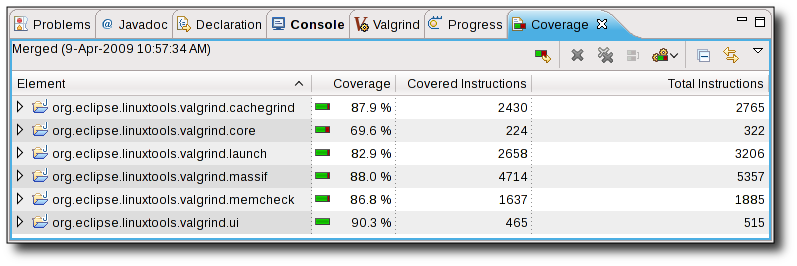 Problems @ Javadoc Declaration Console Valgrind Progress Coverage
Merged (9-Apr-2009 10:57:34 AM)
Element Coverage Covered Instructions Total Instructions
org.eclipse.linuxtools.valgrind.cachegrind 87.9 % 2430 2765
org.eclipse.linuxtools.valgrind.core 69.6 % 224 322
org.eclipse.linuxtools.valgrind.launch 82.9 % 2658 3206
org.eclipse.linuxtools.valgrind.massif 88.0 % 4714 5357
org.eclipse.linuxtools.valgrind.memcheck 86.8 % 1637 1885
org.eclipse.linuxtools.valgrind.ui 90.3 % 465 515